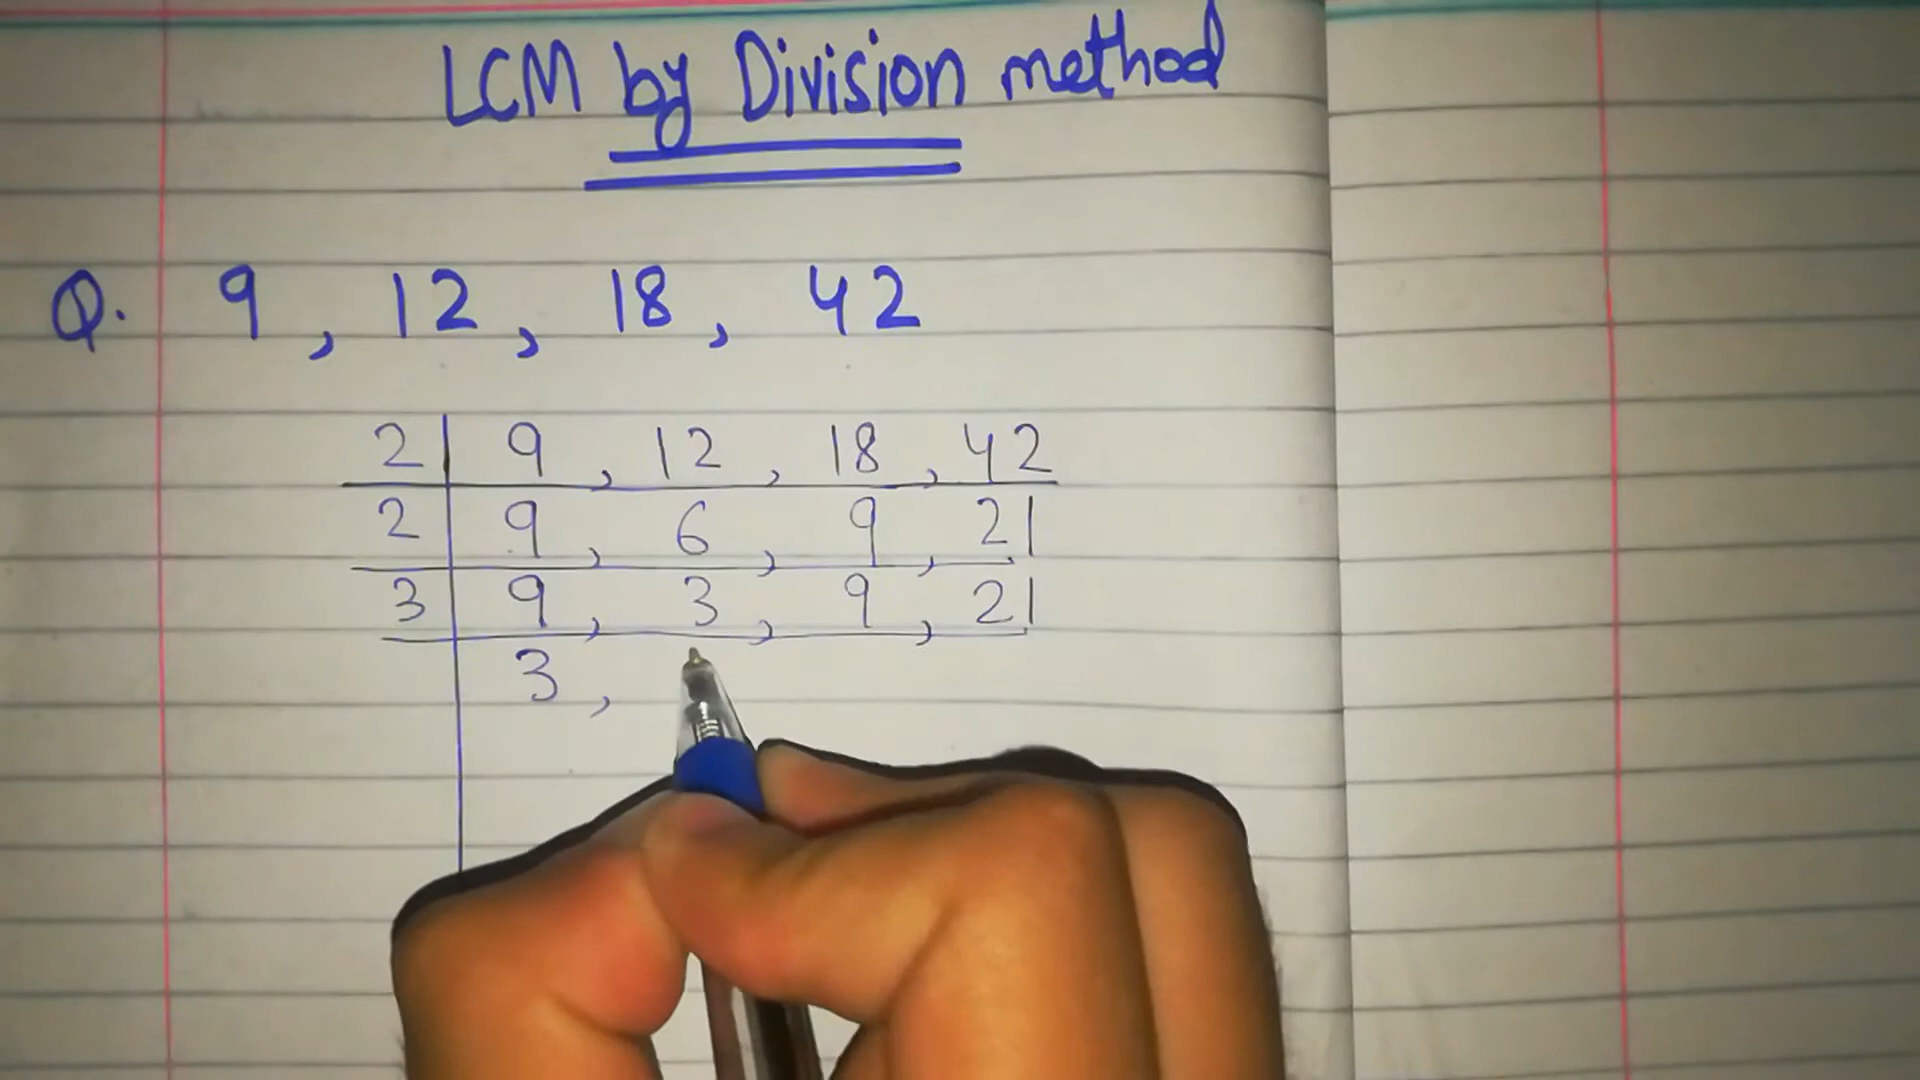 LCM by Division method
Q. 9, 12, 18, 42
2 | 9, 12, 18, 42
2 | 9, 6, 9, 21
3 | 9, 3, 9, 21
| 3,